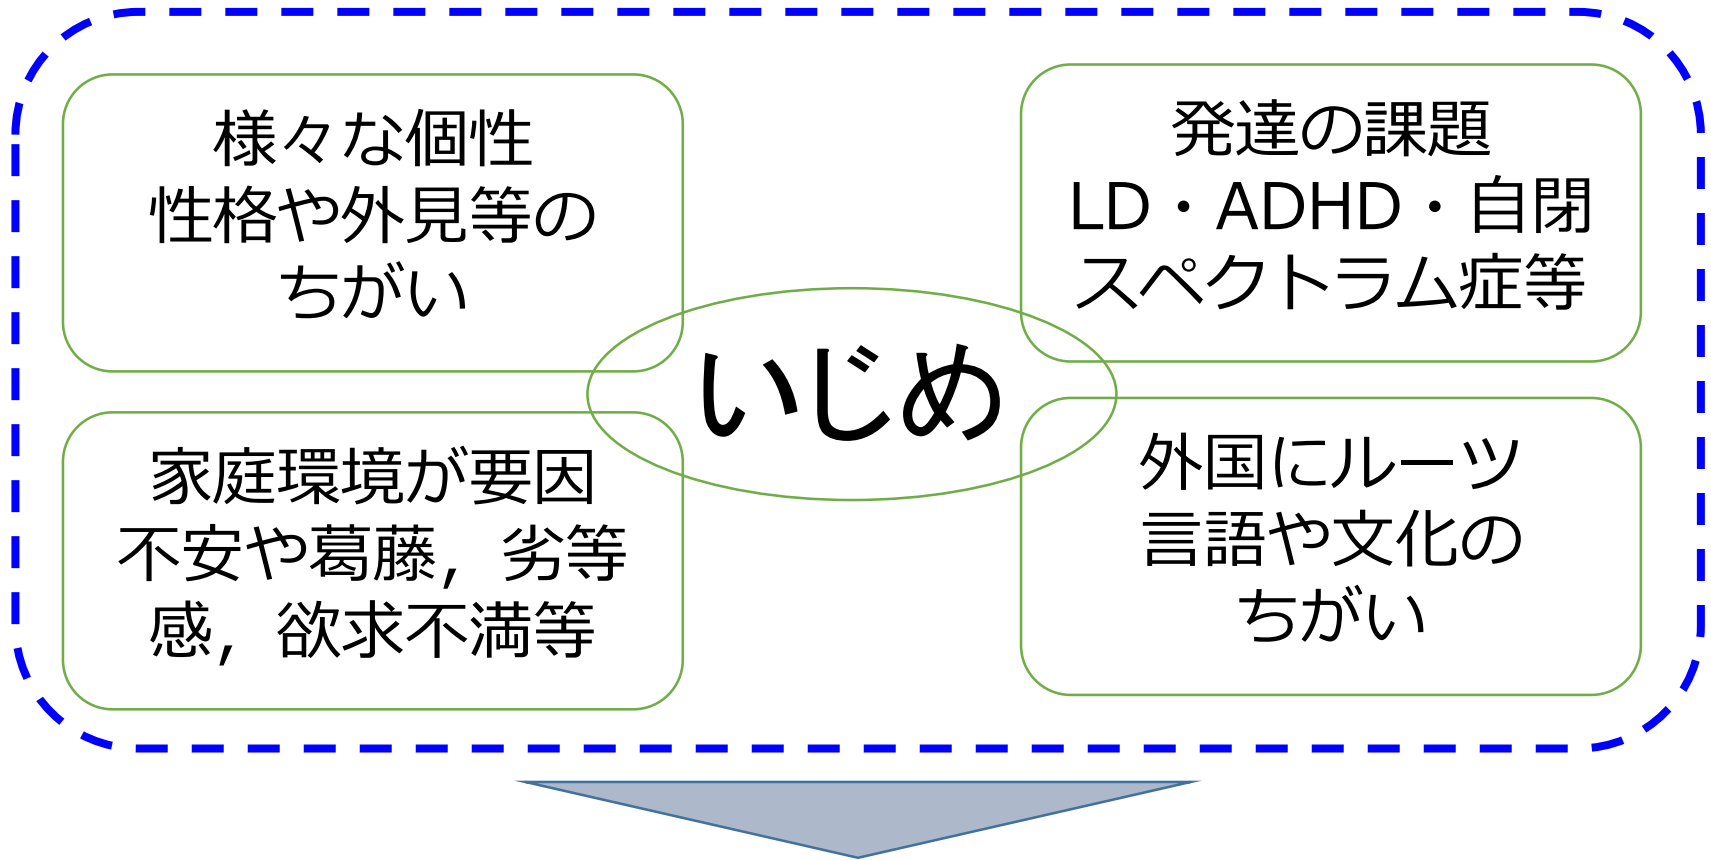 様々な個性
性格や外見等の
ちがい
発達の課題
LD・ADHD・自閉
スペクトラム症等
いじめ
家庭環境が要因
不安や葛藤，劣等
感，欲求不満等
外国にルーツ
言語や文化の
ちがい